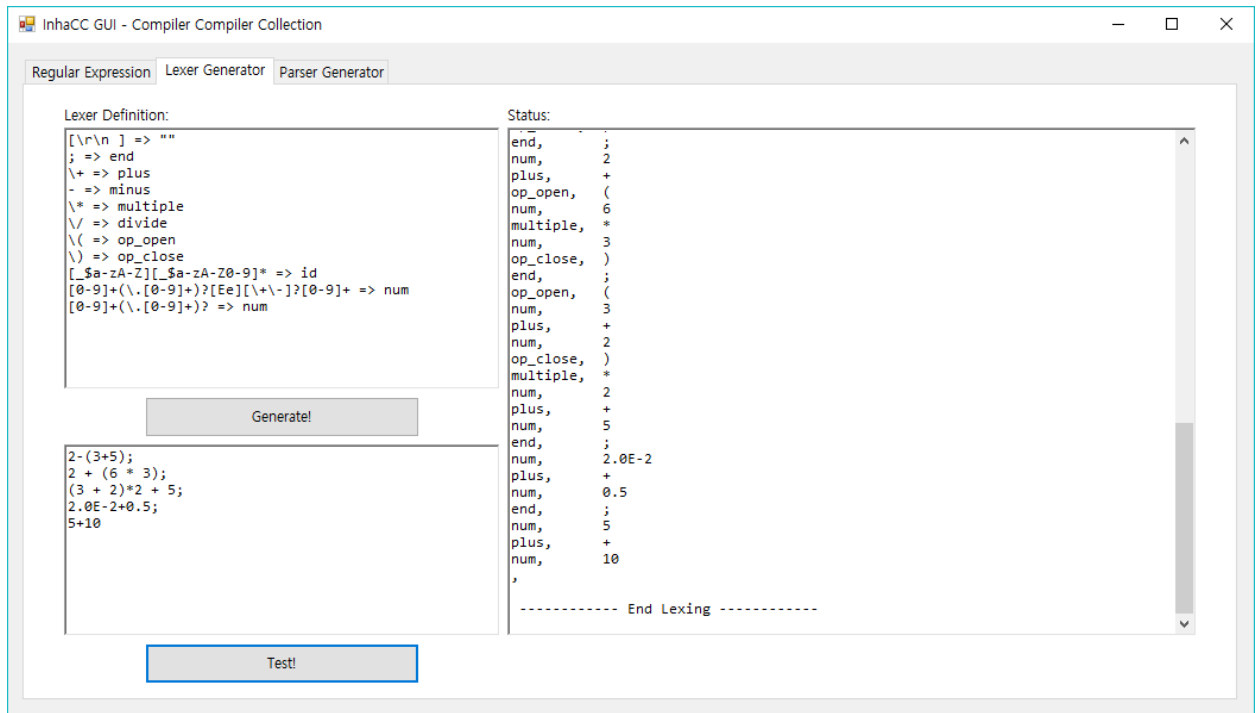 InhaCC GUI - Compiler Compiler Collection
Regular Expression Lexer Generator Parser Generator
Lexer Definition:
[\r\n ] => ""
; => end
\+ => plus
- => minus
\* => multiple
\/ => divide
\( => op_open
\) => op_close
[_$a-zA-Z][_$a-zA-Z0-9]* => id
[0-9]+(\.[0-9]+)?[Ee][\+\-]?[0-9]+ => num
[0-9]+(\.[0-9]+)? => num
Generate!
2-(3+5);
2 + (6 * 3);
(3 + 2)*2 + 5;
2.0E-2+0.5;
5+10
Test!
Status:
end, ;
num, 2
plus, +
op_open, (
num, 6
multiple, *
num, 3
op_close, )
end, ;
op_open, (
num, 3
plus, +
num, 2
op_close, )
multiple, *
num, 2
plus, +
num, 5
end, ;
num, 2.0E-2
plus, +
num, 0.5
end, ;
num, 5
plus, +
num, 10
,
------------ End Lexing ------------